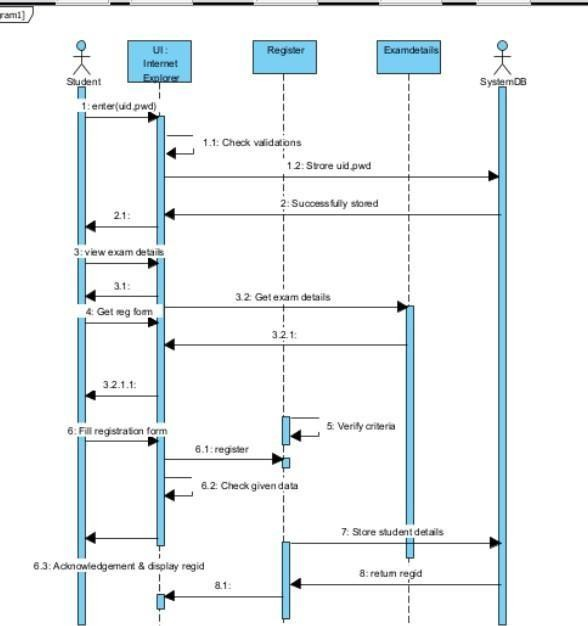 ram1]
UI :
Internet
Explorer
Register
Examdetails
Student
SystemDB
1: enter(uid,pwd)
1.1: Check validations
1.2: Strore uid,pwd
2: Successfully stored
2.1:
3: view exam details
3.1:
3.2: Get exam details
4: Get reg form
3.2.1:
3.2.1.1:
5: Verify criteria
6: Fill registration form
6.1: register
6.2: Check given data
7: Store student details
6.3: Acknowledgement & display regid
8: return regid
8.1: